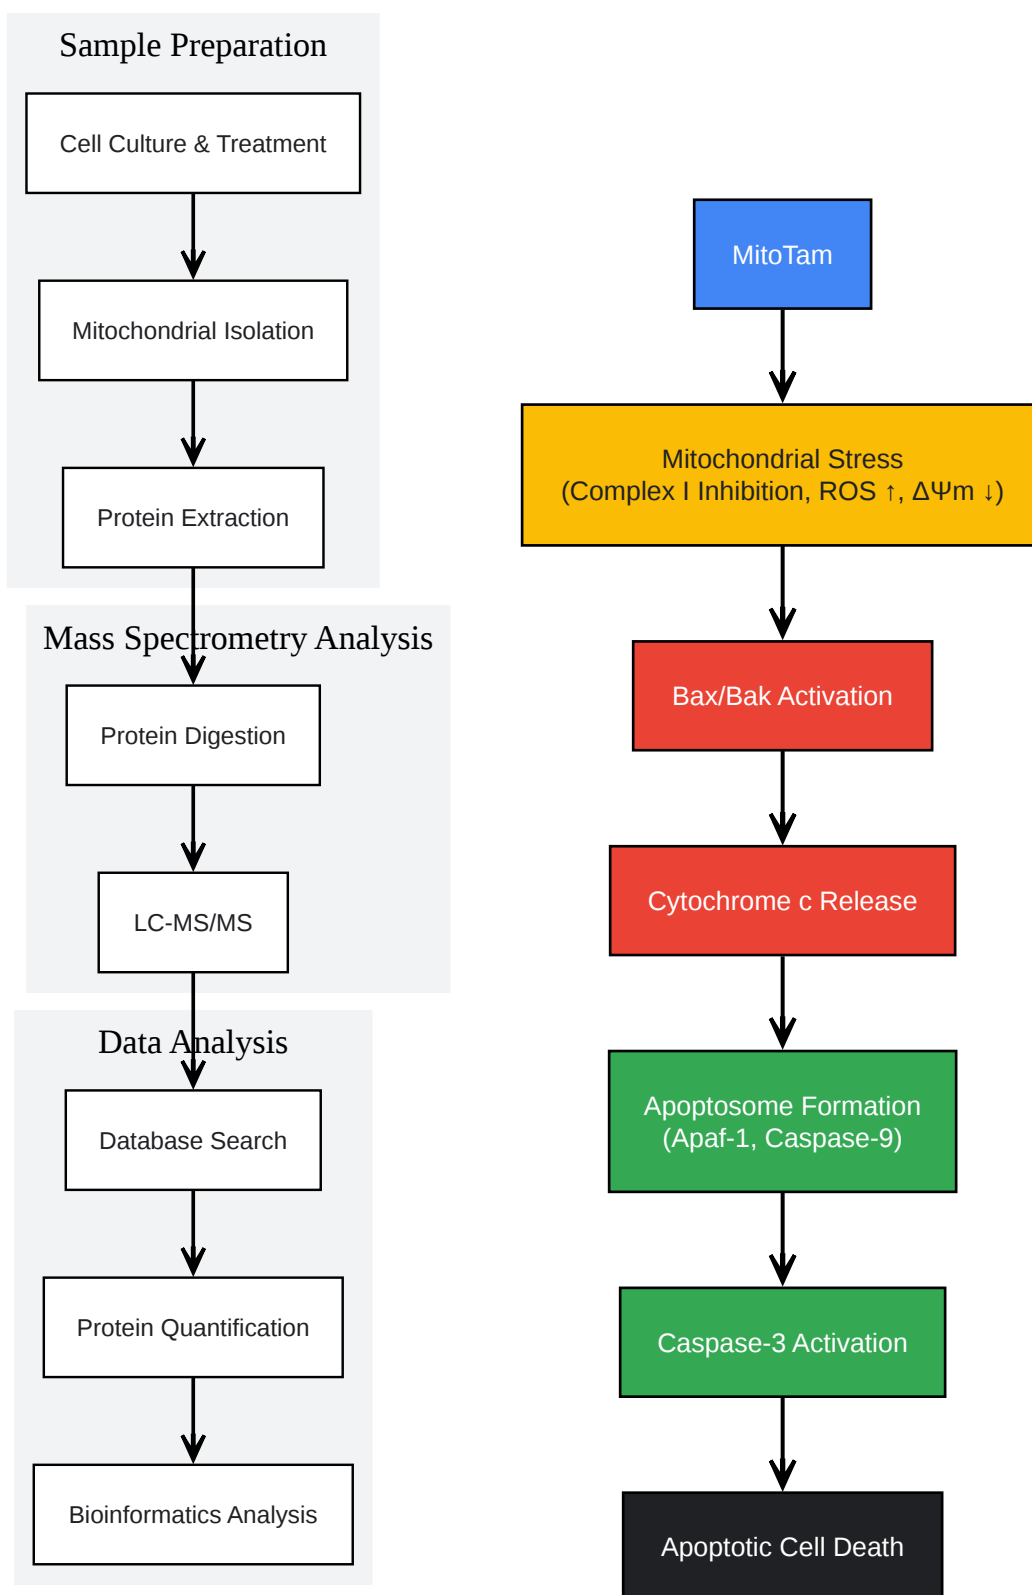 Sample Preparation
Cell Culture & Treatment
Mitochondrial Isolation
Protein Extraction
Mass Spectrometry Analysis
Protein Digestion
LC-MS/MS
Data Analysis
Database Search
Protein Quantification
Bioinformatics Analysis
MitoTam
Mitochondrial Stress
(Complex I Inhibition, ROS ↑, ΔΨm ↓)
Bax/Bak Activation
Cytochrome c Release
Apoptosome Formation
(Apaf-1, Caspase-9)
Caspase-3 Activation
Apoptotic Cell Death